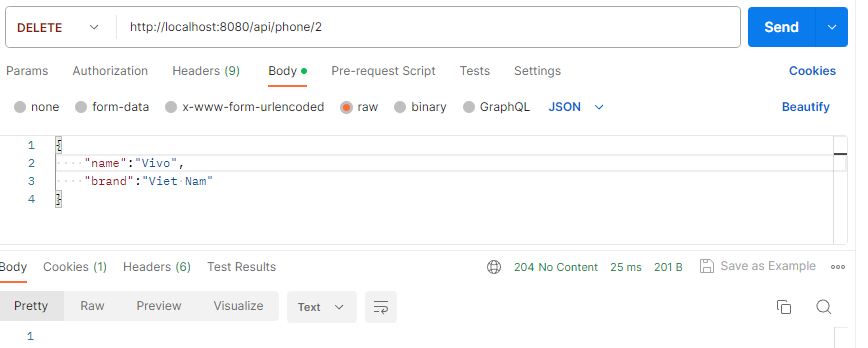 DELETE http://localhost:8080/api/phone/2 Send
Params Authorization Headers (9) Body Pre-request Script Tests Settings Cookies
none form-data x-www-form-urlencoded raw binary GraphQL JSON Beautify
1 {
2 "name":"Vivo",
3 "brand":"Viet Nam"
4 }
Body Cookies (1) Headers (6) Test Results 204 No Content 25 ms 201 B Save as Example
Pretty Raw Preview Visualize Text
1